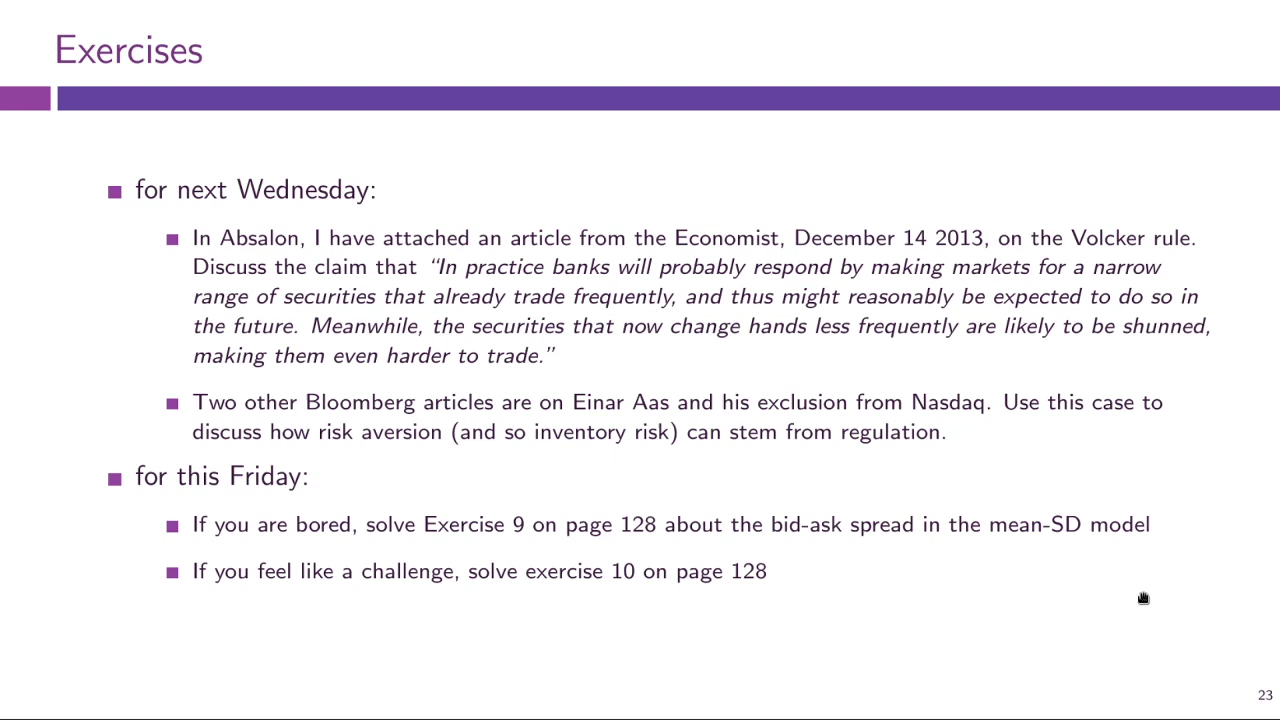 Exercises
for next Wednesday:
In Absalon, I have attached an article from the Economist, December 14 2013, on the Volcker rule.
Discuss the claim that “In practice banks will probably respond by making markets for a narrow
range of securities that already trade frequently, and thus might reasonably be expected to do so in
the future. Meanwhile, the securities that now change hands less frequently are likely to be shunned,
making them even harder to trade.”
Two other Bloomberg articles are on Einar Aas and his exclusion from Nasdaq. Use this case to
discuss how risk aversion (and so inventory risk) can stem from regulation.
for this Friday:
If you are bored, solve Exercise 9 on page 128 about the bid-ask spread in the mean-SD model
If you feel like a challenge, solve exercise 10 on page 128
23